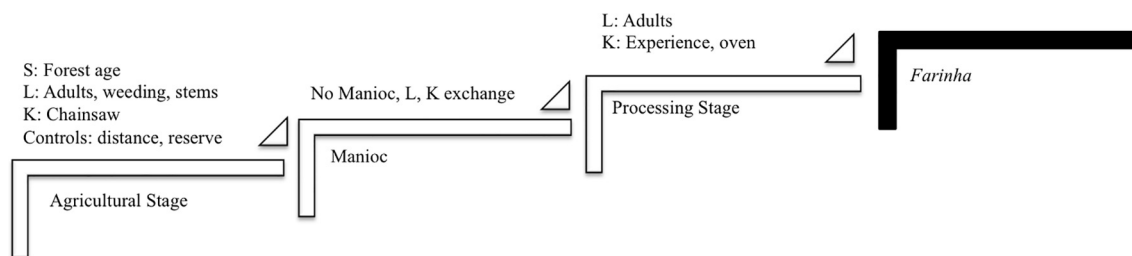 S: Forest age
L: Adults, weeding, stems
K: Chainsaw
Controls: distance, reserve
Agricultural Stage
No Manioc, L, K exchange
Manioc
L: Adults
K: Experience, oven
Processing Stage
Farinha